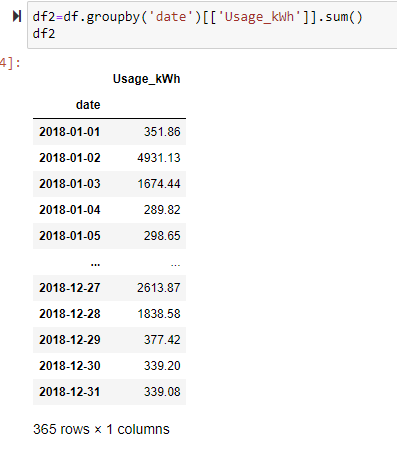 df2=df.groupby('date')[['Usage_kWh']].sum()
df2
4]:
Usage_kWh
date
2018-01-01 351.86
2018-01-02 4931.13
2018-01-03 1674.44
2018-01-04 289.82
2018-01-05 298.65
... ...
2018-12-27 2613.87
2018-12-28 1838.58
2018-12-29 377.42
2018-12-30 339.20
2018-12-31 339.08
365 rows × 1 columns